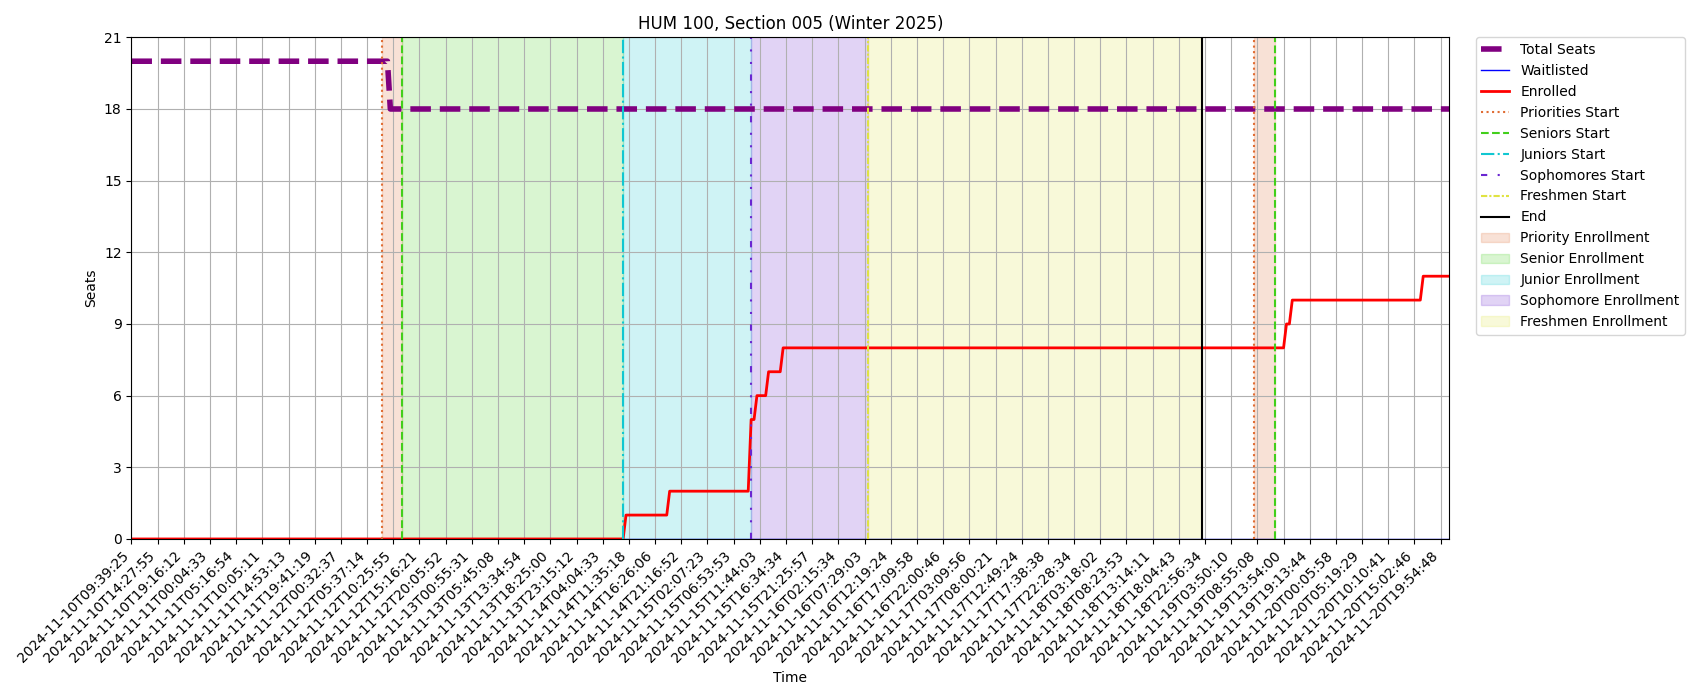 HUM 100, Section 005 (Winter 2025)
21
18
15
12
9
6
3
0
Seats
2024-11-10T09:39:25
2024-11-10T14:27:55
2024-11-10T19:16:12
2024-11-11T00:04:33
2024-11-11T05:16:54
2024-11-11T10:05:11
2024-11-11T14:53:13
2024-11-11T19:41:19
2024-11-12T00:32:37
2024-11-12T05:37:14
2024-11-12T10:25:55
2024-11-12T15:16:21
2024-11-12T20:05:52
2024-11-13T00:55:31
2024-11-13T05:45:08
2024-11-13T13:34:54
2024-11-13T18:25:00
2024-11-13T23:15:12
2024-11-14T04:04:33
2024-11-14T11:35:18
2024-11-14T16:26:06
2024-11-14T21:16:52
2024-11-15T02:07:23
2024-11-15T06:53:53
2024-11-15T11:44:03
2024-11-15T16:34:34
2024-11-15T21:25:57
2024-11-16T02:15:34
2024-11-16T07:29:03
2024-11-16T12:19:24
2024-11-16T17:09:58
2024-11-16T22:00:46
2024-11-17T03:09:56
2024-11-17T08:00:21
2024-11-17T12:49:24
2024-11-17T17:38:38
2024-11-17T22:28:34
2024-11-18T03:18:02
2024-11-18T08:23:53
2024-11-18T13:14:11
2024-11-18T18:04:43
2024-11-18T22:56:34
2024-11-19T03:50:10
2024-11-19T08:55:08
2024-11-19T13:54:00
2024-11-19T19:13:44
2024-11-20T00:05:58
2024-11-20T05:19:29
2024-11-20T10:10:41
2024-11-20T15:02:46
2024-11-20T19:54:48
Time
Total Seats
Waitlisted
Enrolled
Priorities Start
Seniors Start
Juniors Start
Sophomores Start
Freshmen Start
End
Priority Enrollment
Senior Enrollment
Junior Enrollment
Sophomore Enrollment
Freshmen Enrollment